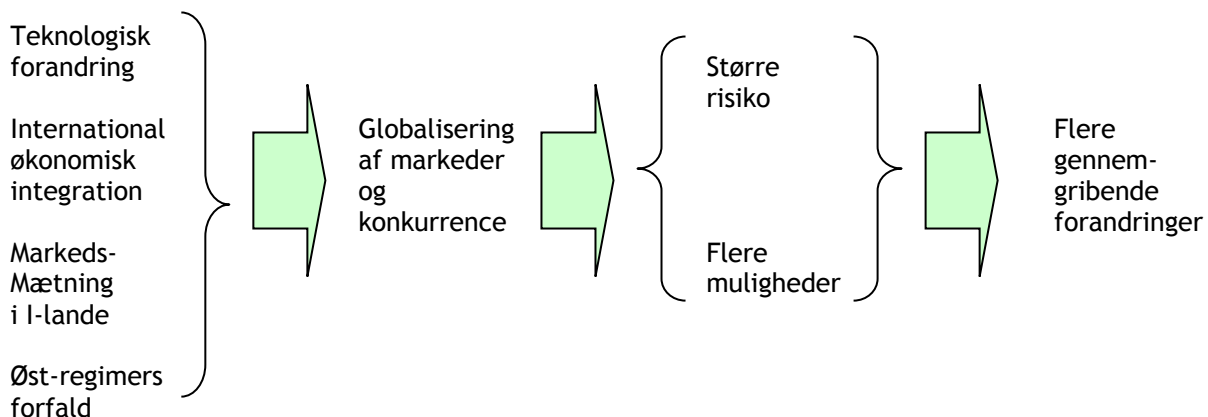 Teknologisk
forandring
International
økonomisk
integration
Markeds-
Mætning
i I-lande
Øst-regimers
forfald
Globalisering
af markeder
og
konkurrence
Større
risiko
Flere
muligheder
Flere
gennem-
gribende
forandringer